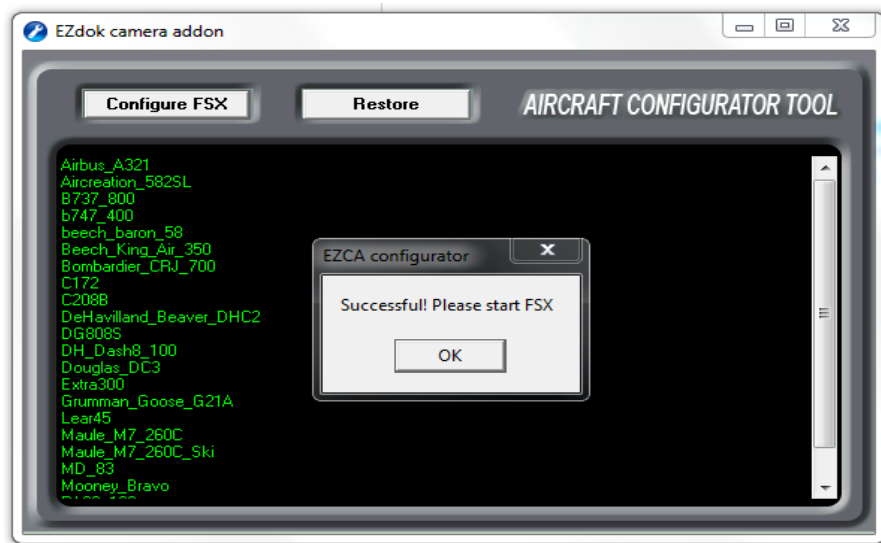 EZdok camera addon
Configure FSX
Restore
AIRCRAFT CONFIGURATOR TOOL
Airbus_A321
Aircreation_582SL
B737_800
b747_400
beech_baron_58
Beech_King_Air_350
Bombardier_CRJ_700
C172
C208B
DeHavilland_Beaver_DHC2
DG808S
DH_Dash8_100
Douglas_DC3
Extra300
Grumman_Goose_G21A
Lear45
Maule_M7_260C
Maule_M7_260C_Ski
MD_83
Mooney_Bravo
EZCA configurator
Successful! Please start FSX
OK